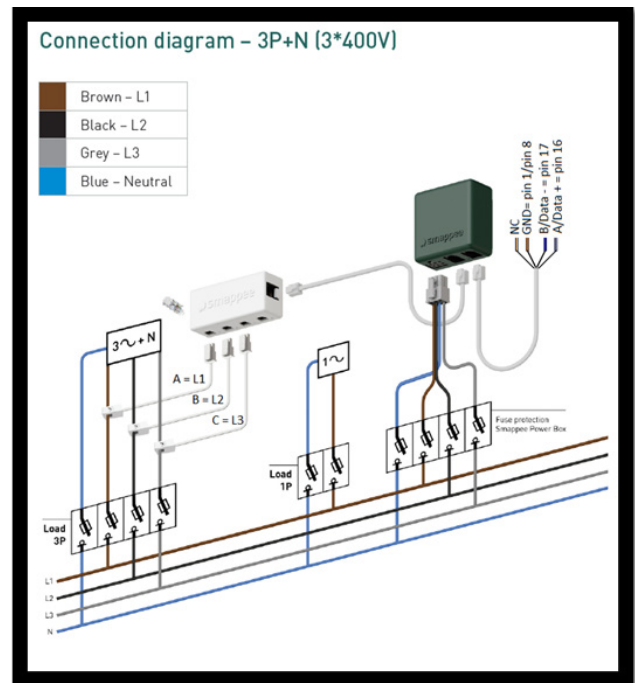 Connection diagram – 3P+N (3*400V)
Brown – L1
Black – L2
Grey – L3
Blue – Neutral
NC
GND= pin 1/pin 8
B/Data - = pin 17
A/Data + = pin 16
smappee
smappee
3~ + N
1~
A = L1
B = L2
C = L3
Fuse protection
Smappee Power Box
Load
1P
Load
3P
L1
L2
L3
N